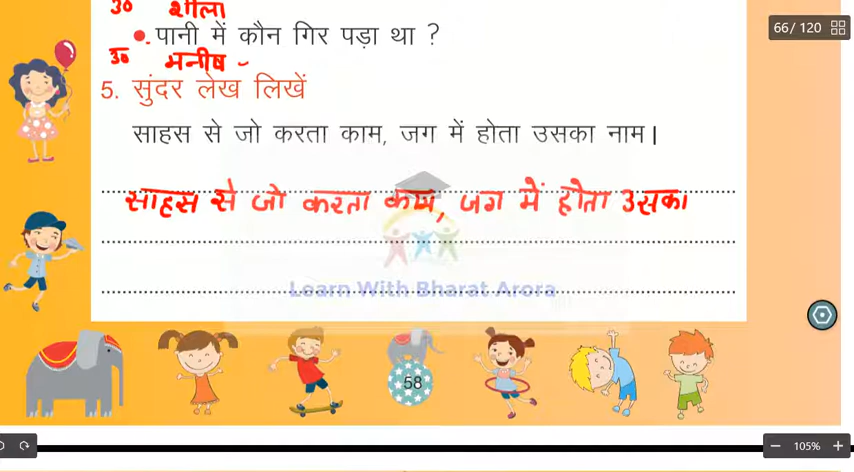 उ० शीला
• पानी में कौन गिर पड़ा था ?
उ० मनीष -
5. सुंदर लेख लिखें
साहस से जो करता काम, जग में होता उसका नाम।
साहस से जो करता काम, जग में होता उसका
Learn With Bharat Arora
58
66 / 120
105%